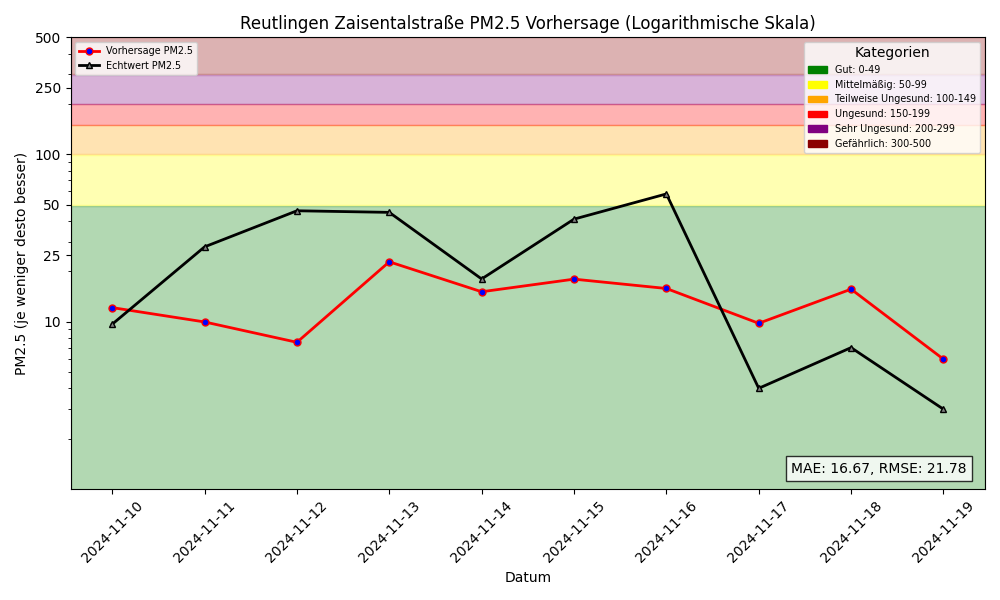 Reutlingen Zaisentalstraße PM2.5 Vorhersage (Logarithmische Skala)
PM2.5 (je weniger desto besser)
500
250
100
50
25
10
Vorhersage PM2.5
Echtwert PM2.5
Kategorien
Gut: 0-49
Mittelmäßig: 50-99
Teilweise Ungesund: 100-149
Ungesund: 150-199
Sehr Ungesund: 200-299
Gefährlich: 300-500
MAE: 16.67, RMSE: 21.78
2024-11-10
2024-11-11
2024-11-12
2024-11-13
2024-11-14
2024-11-15
2024-11-16
2024-11-17
2024-11-18
2024-11-19
Datum